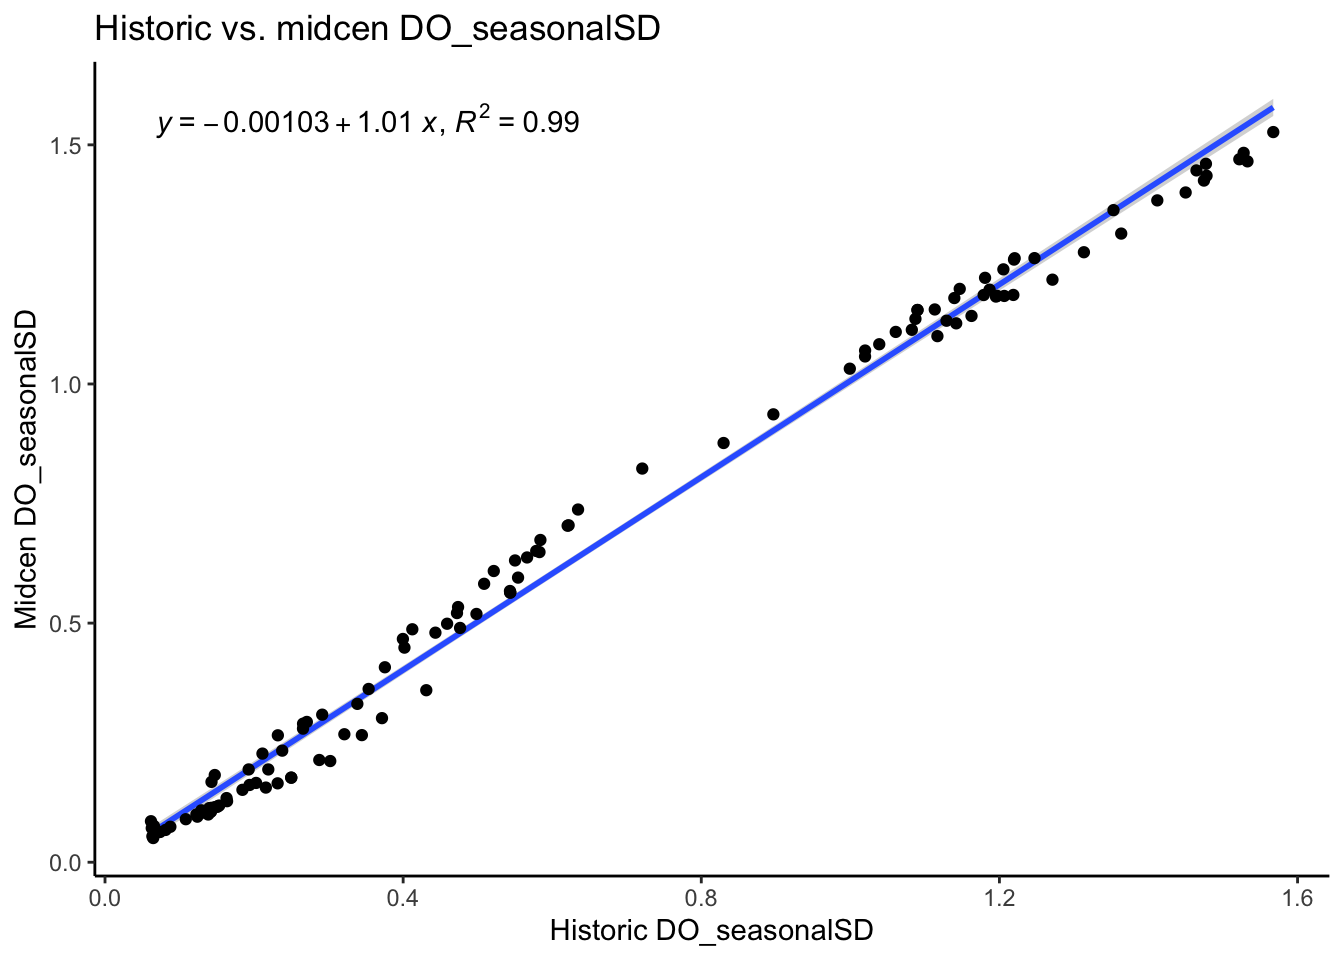 Historic vs. midcen DO_seasonalSD
y = −0.00103 + 1.01 x, R² = 0.99
1.5
1.0
0.5
0.0
Midcen DO_seasonalSD
0.0 0.4 0.8 1.2 1.6
Historic DO_seasonalSD